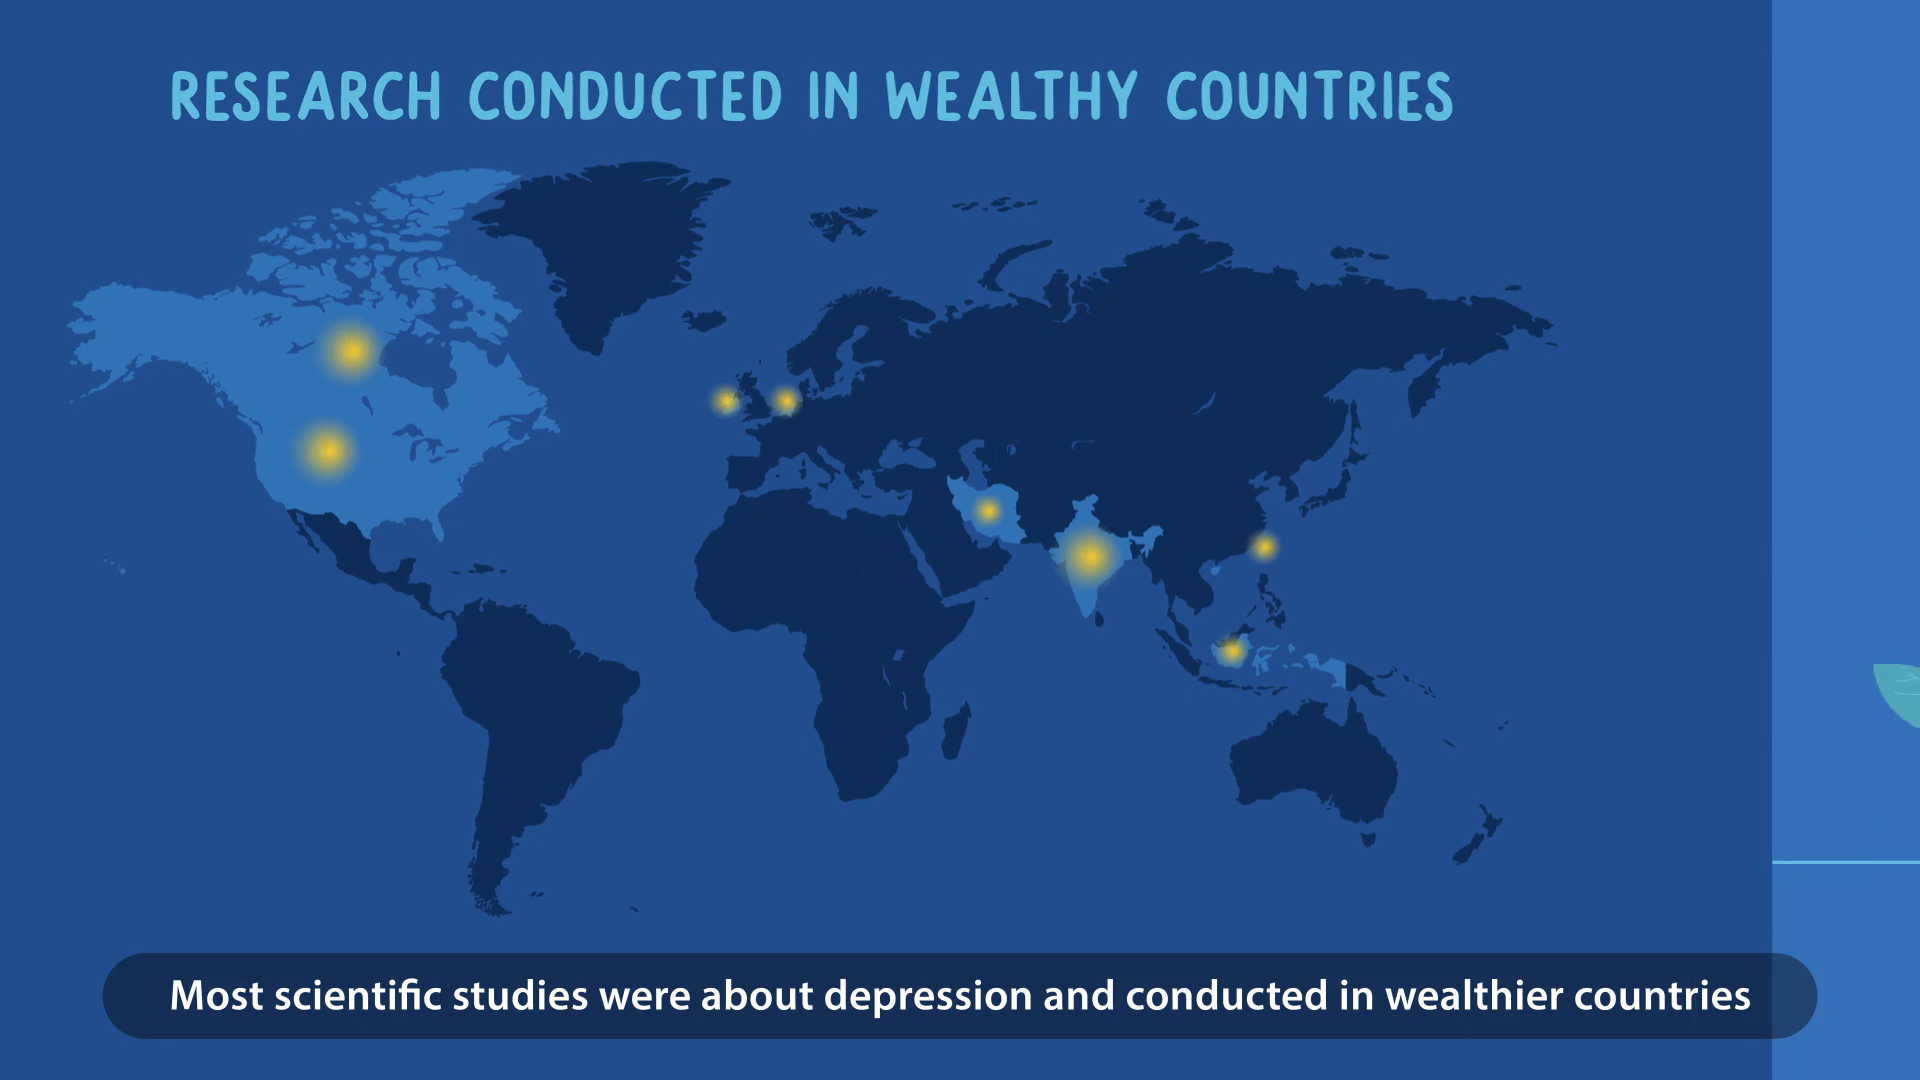 RESEARCH CONDUCTED IN WEALTHY COUNTRIES
Most scientific studies were about depression and conducted in wealthier countries